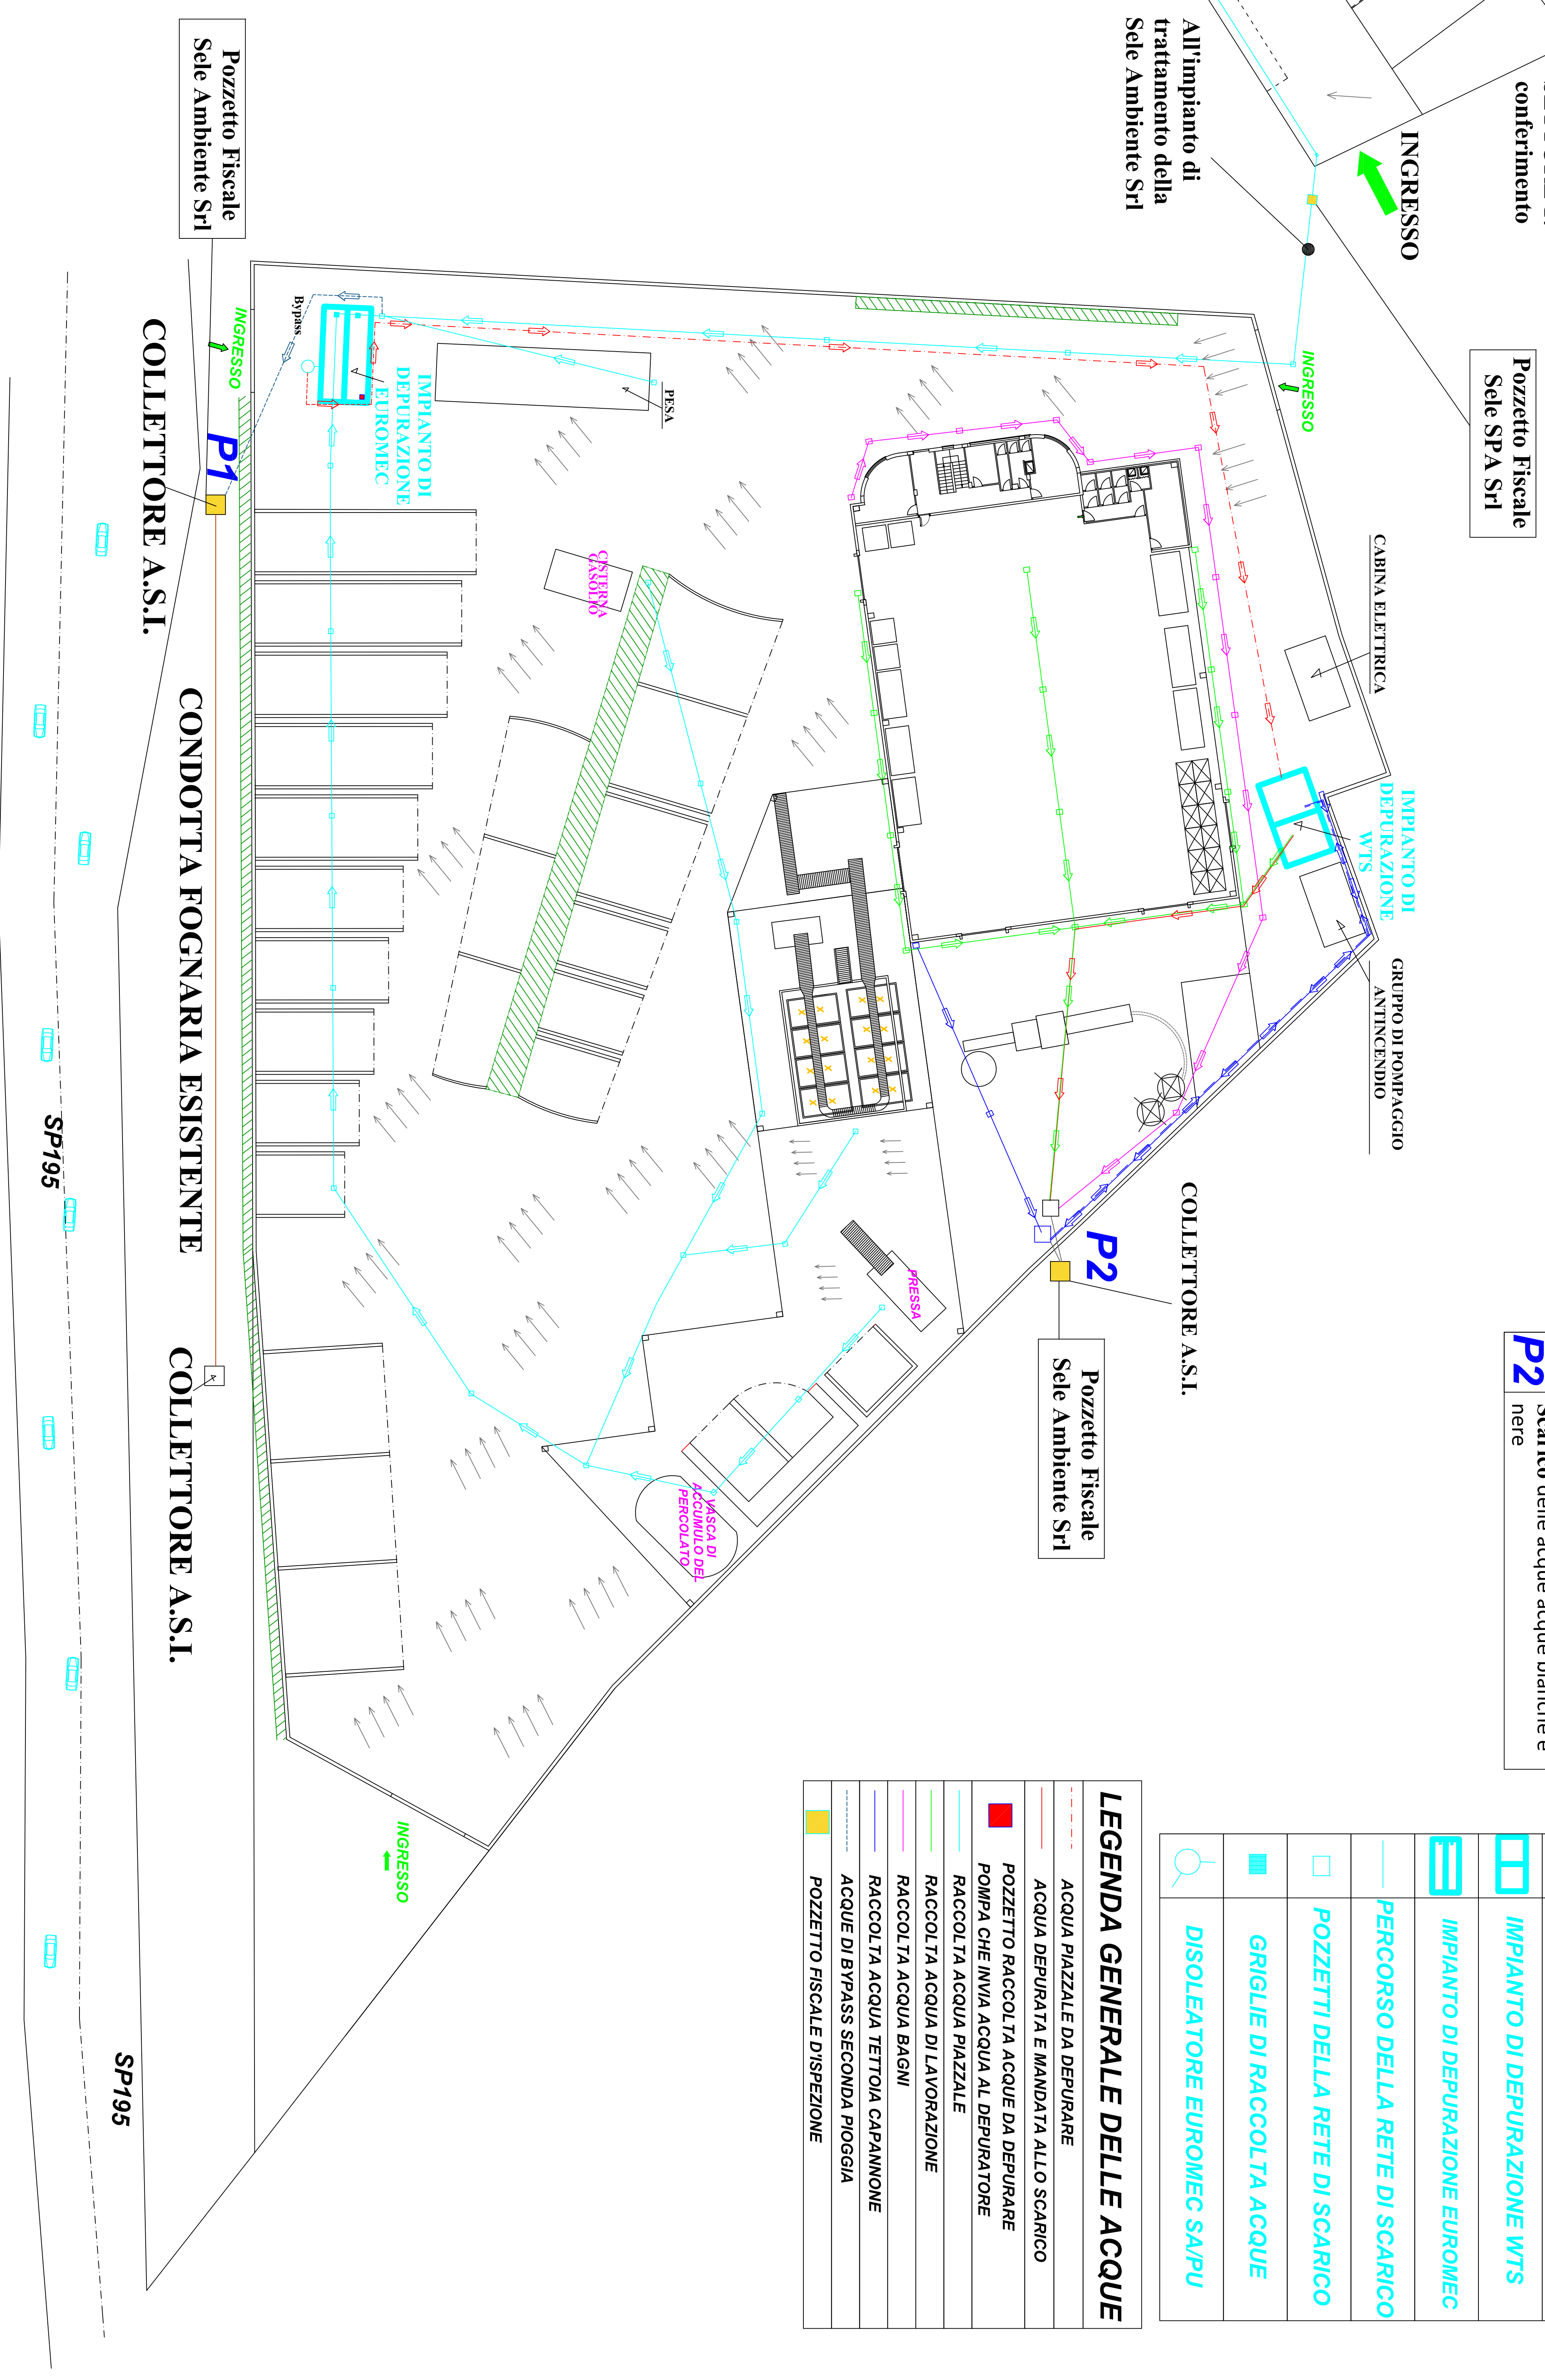 conferimento
INGRESSO
Pozzetto Fiscale
Sele SPA Srl
All'impianto di
trattamento della
Sele Ambiente Srl
INGRESSO
CABINA ELETTRICA
IMPIANTO DI
DEPURAZIONE
WTS
GRUPPO DI POMPAGGIO
ANTINCENDIO
COLLETTORE A.S.I.
P2
Pozzetto Fiscale
Sele Ambiente Srl
PRESSA
VASCA DI
ACCUMULO DEL
PERCOLATO
CISTERNA
GASOLIO
PESA
IMPIANTO DI
DEPURAZIONE
EUROMEC
Bypass
INGRESSO
Pozzetto Fiscale
Sele Ambiente Srl
P1
COLLETTORE A.S.I.
CONDOTTA FOGNARIA ESISTENTE
COLLETTORE A.S.I.
SP195
SP195
INGRESSO
P2
Scarico delle acque acque bianche e
nere
IMPIANTO DI DEPURAZIONE WTS
IMPIANTO DI DEPURAZIONE EUROMEC
PERCORSO DELLA RETE DI SCARICO
POZZETTI DELLA RETE DI SCARICO
GRIGLIE DI RACCOLTA ACQUE
DISOLEATORE EUROMEC SA/PU
LEGENDA GENERALE DELLE ACQUE
ACQUA PIAZZALE DA DEPURARE
ACQUA DEPURATA E MANDATA ALLO SCARICO
POZZETTO RACCOLTA ACQUE DA DEPURARE
POMPA CHE INVIA ACQUA AL DEPURATORE
RACCOLTA ACQUA PIAZZALE
RACCOLTA ACQUA DI LAVORAZIONE
RACCOLTA ACQUA BAGNI
RACCOLTA ACQUA TETTOIA CAPANNONE
ACQUE DI BYPASS SECONDA PIOGGIA
POZZETTO FISCALE D'ISPEZIONE